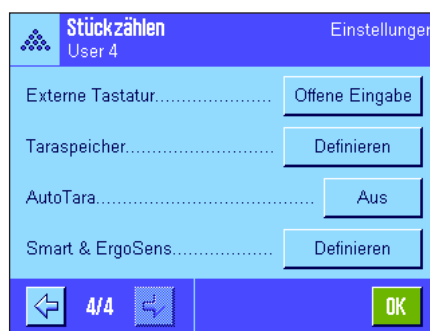 Stückzählen
User 4
Einstellungen
Externe Tastatur...................... Offene Eingabe
Taraspeicher............................ Definieren
AutoTara......................................... Aus
Smart & ErgoSens................... Definieren
4/4
OK